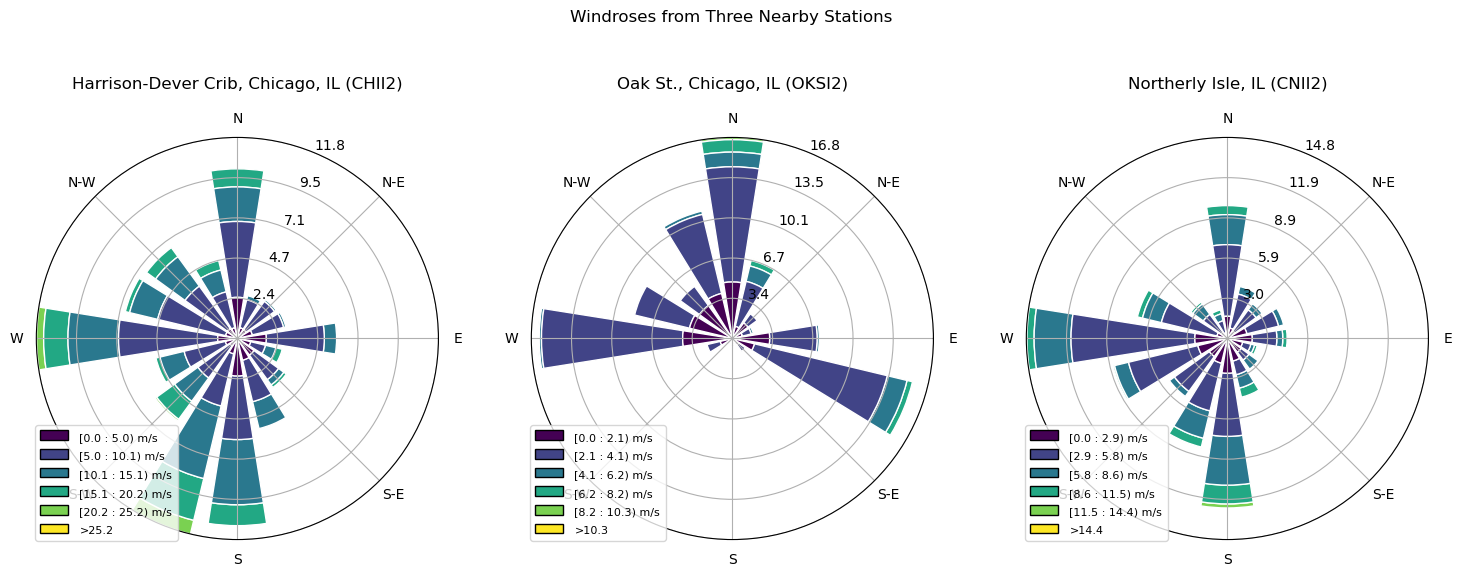 Windroses from Three Nearby Stations
Harrison-Dever Crib, Chicago, IL (CHII2)
N
11.8
N-W
9.5
N-E
7.1
4.7
2.4
W
E
S-E
S
[0.0 : 5.0) m/s
[5.0 : 10.1) m/s
[10.1 : 15.1) m/s
[15.1 : 20.2) m/s
[20.2 : 25.2) m/s
>25.2
Oak St., Chicago, IL (OKSI2)
N
16.8
N-W
13.5
N-E
10.1
6.7
3.4
W
E
S-E
S
[0.0 : 2.1) m/s
[2.1 : 4.1) m/s
[4.1 : 6.2) m/s
[6.2 : 8.2) m/s
[8.2 : 10.3) m/s
>10.3
Northerly Isle, IL (CNII2)
N
14.8
N-W
11.9
N-E
8.9
5.9
3.0
W
E
S-E
S
[0.0 : 2.9) m/s
[2.9 : 5.8) m/s
[5.8 : 8.6) m/s
[8.6 : 11.5) m/s
[11.5 : 14.4) m/s
>14.4